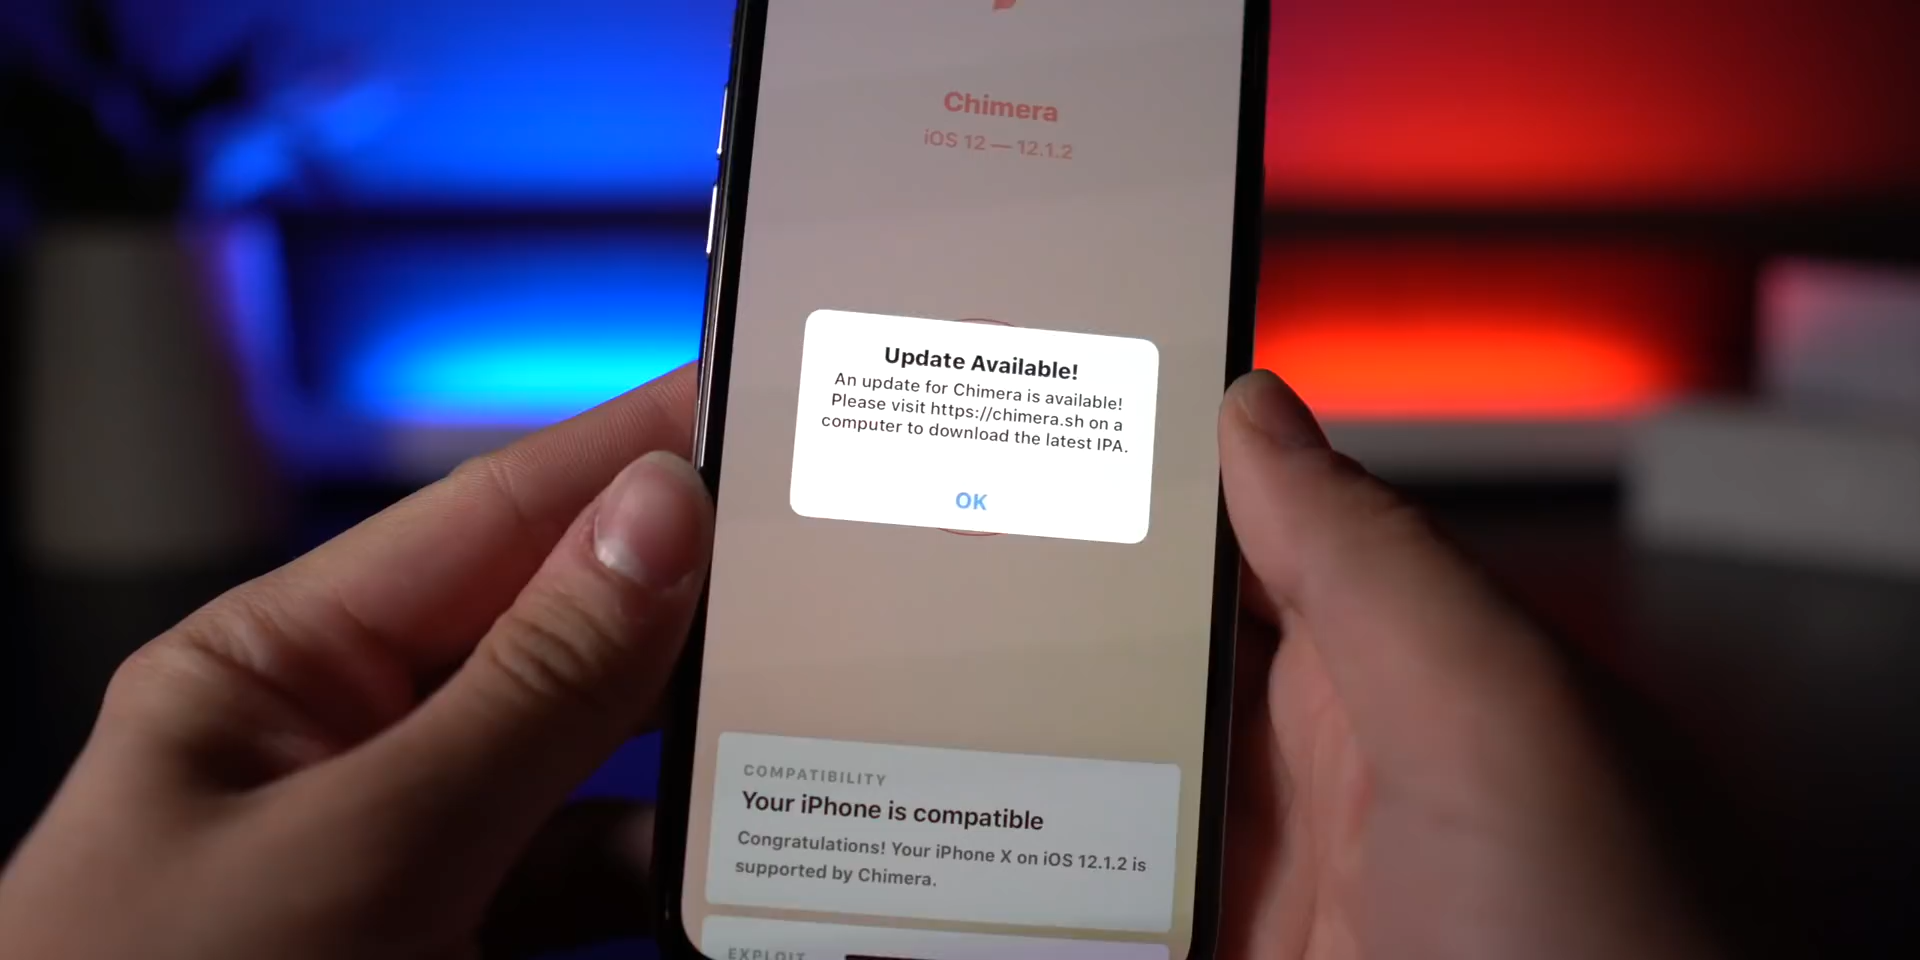 Chimera
iOS 12 — 12.1.2
Update Available!
An update for Chimera is available!
Please visit https://chimera.sh on a
computer to download the latest IPA.
OK
COMPATIBILITY
Your iPhone is compatible
Congratulations! Your iPhone X on iOS 12.1.2 is
supported by Chimera.
EXPLOIT